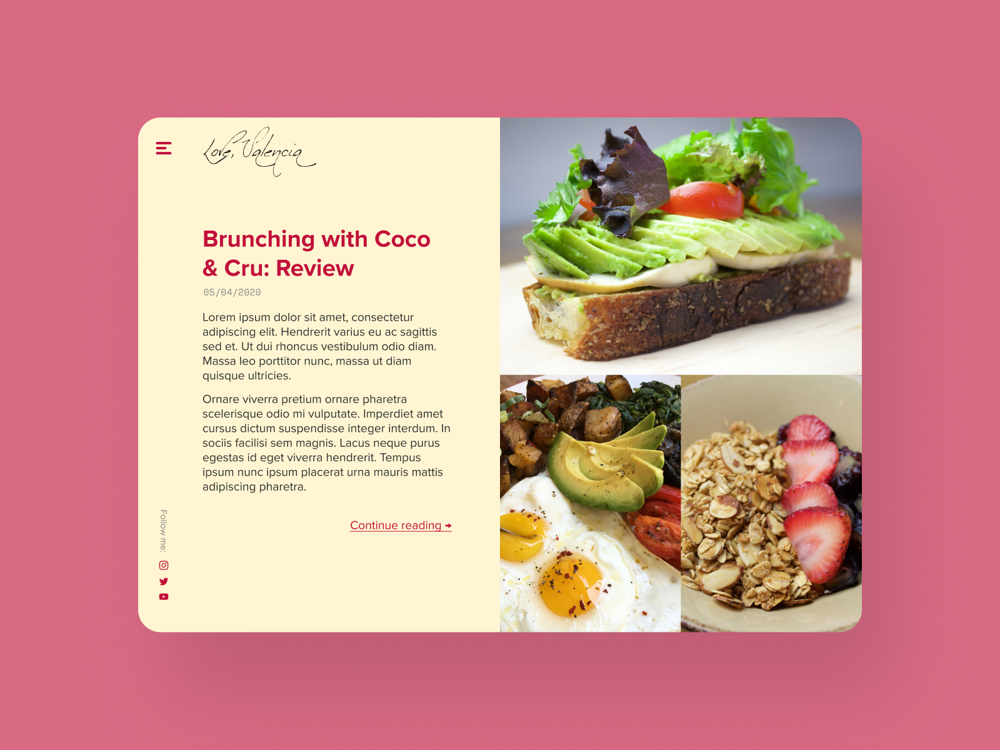 Love, Valencia
Brunching with Coco
& Cru: Review
05/04/2020
Lorem ipsum dolor sit amet, consectetur
adipiscing elit. Hendrerit varius eu ac sagittis
sed et. Ut dui rhoncus vestibulum odio diam.
Massa leo porttitor nunc, massa ut diam
quisque ultricies.
Ornare viverra pretium ornare pharetra
scelerisque odio mi vulputate. Imperdiet amet
cursus dictum suspendisse integer interdum. In
sociis facilisi sem magnis. Lacus neque purus
egestas id eget viverra hendrerit. Tempus
ipsum nunc ipsum placerat urna mauris mattis
adipiscing pharetra.
Continue reading
Follow me: